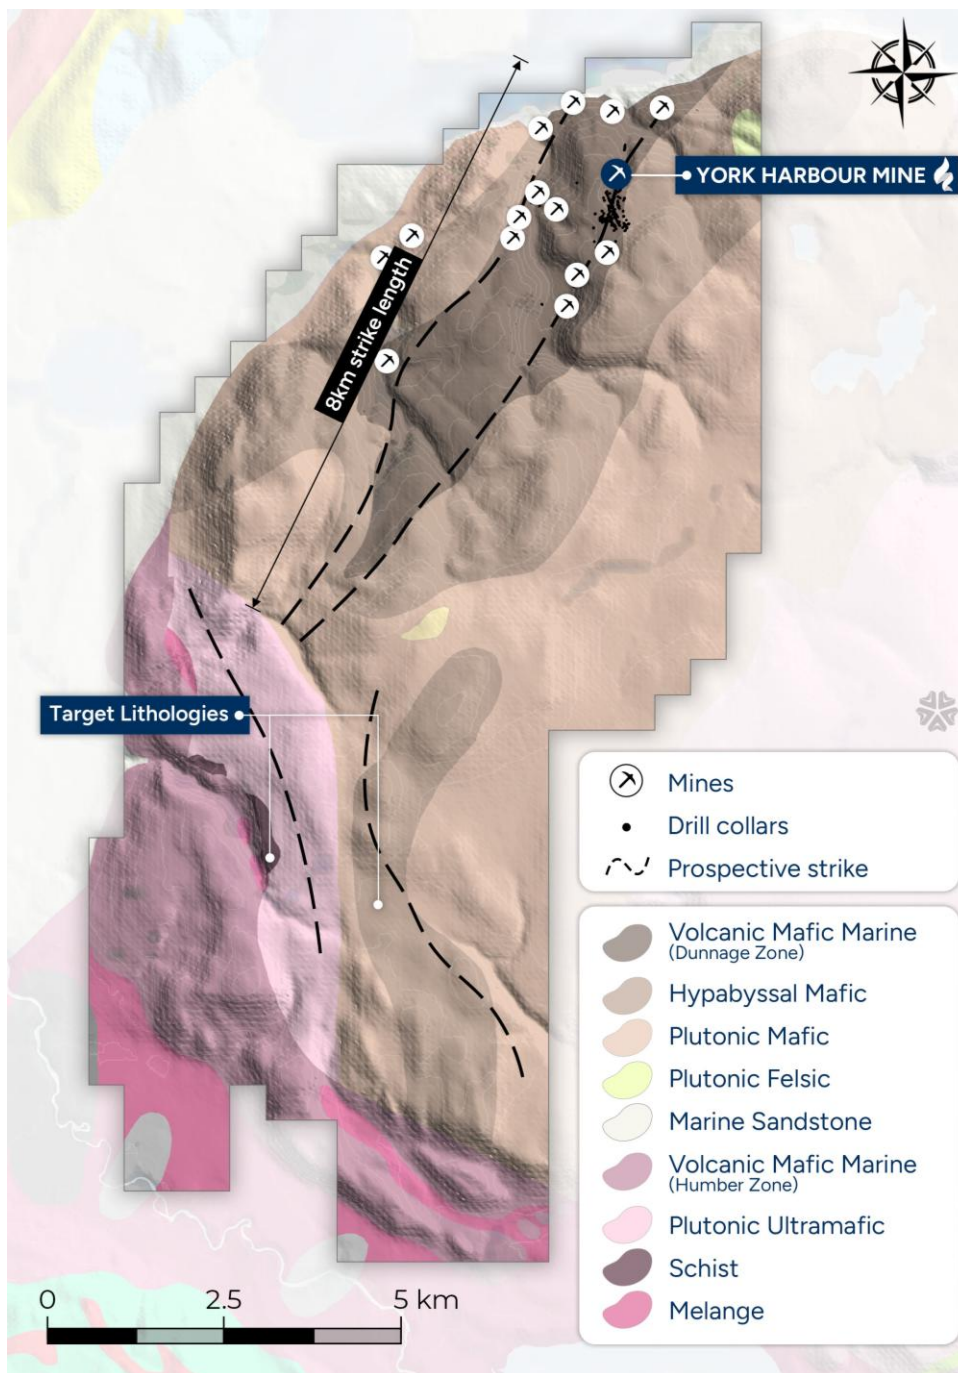 YORK HARBOUR MINE
8km strike length
Target Lithologies
Mines
Drill collars
Prospective strike
Volcanic Mafic Marine
(Dunnage Zone)
Hypabyssal Mafic
Plutonic Mafic
Plutonic Felsic
Marine Sandstone
Volcanic Mafic Marine
(Humber Zone)
Plutonic Ultramafic
Schist
Melange
0 2.5 5 km